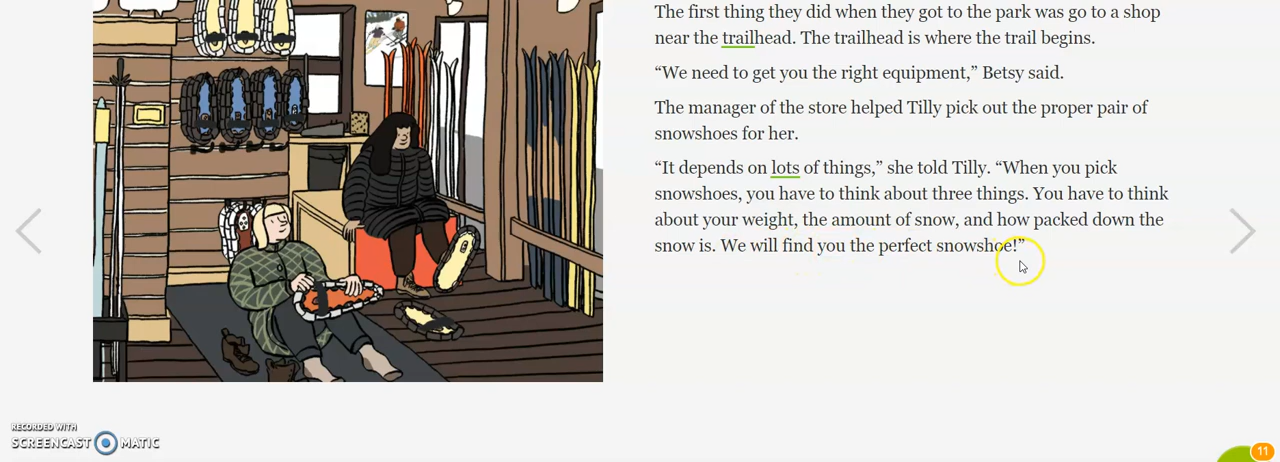 The first thing they did when they got to the park was go to a shop
near the trailhead. The trailhead is where the trail begins.
“We need to get you the right equipment,” Betsy said.
The manager of the store helped Tilly pick out the proper pair of
snowshoes for her.
“It depends on lots of things,” she told Tilly. “When you pick
snowshoes, you have to think about three things. You have to think
about your weight, the amount of snow, and how packed down the
snow is. We will find you the perfect snowshoe!”
RECORDED WITH
SCREENCAST MATIC
11